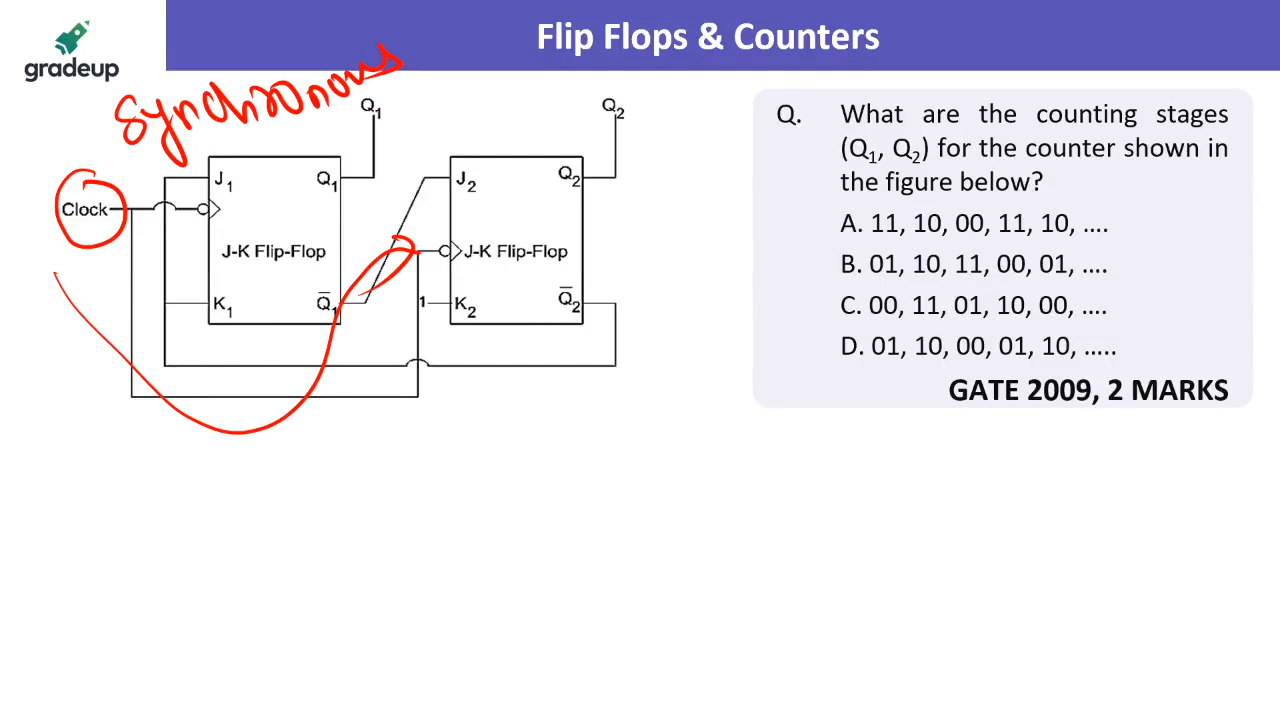 Flip Flops & Counters
gradeup
Synchronous
Q1
Q2
J1
Q1
J2
Q2
Clock
J-K Flip-Flop
J-K Flip-Flop
K1
Q̅1
1
K2
Q̅2
Q. What are the counting stages
(Q1, Q2) for the counter shown in
the figure below?
A. 11, 10, 00, 11, 10, ....
B. 01, 10, 11, 00, 01, ....
C. 00, 11, 01, 10, 00, ....
D. 01, 10, 00, 01, 10, .....
GATE 2009, 2 MARKS